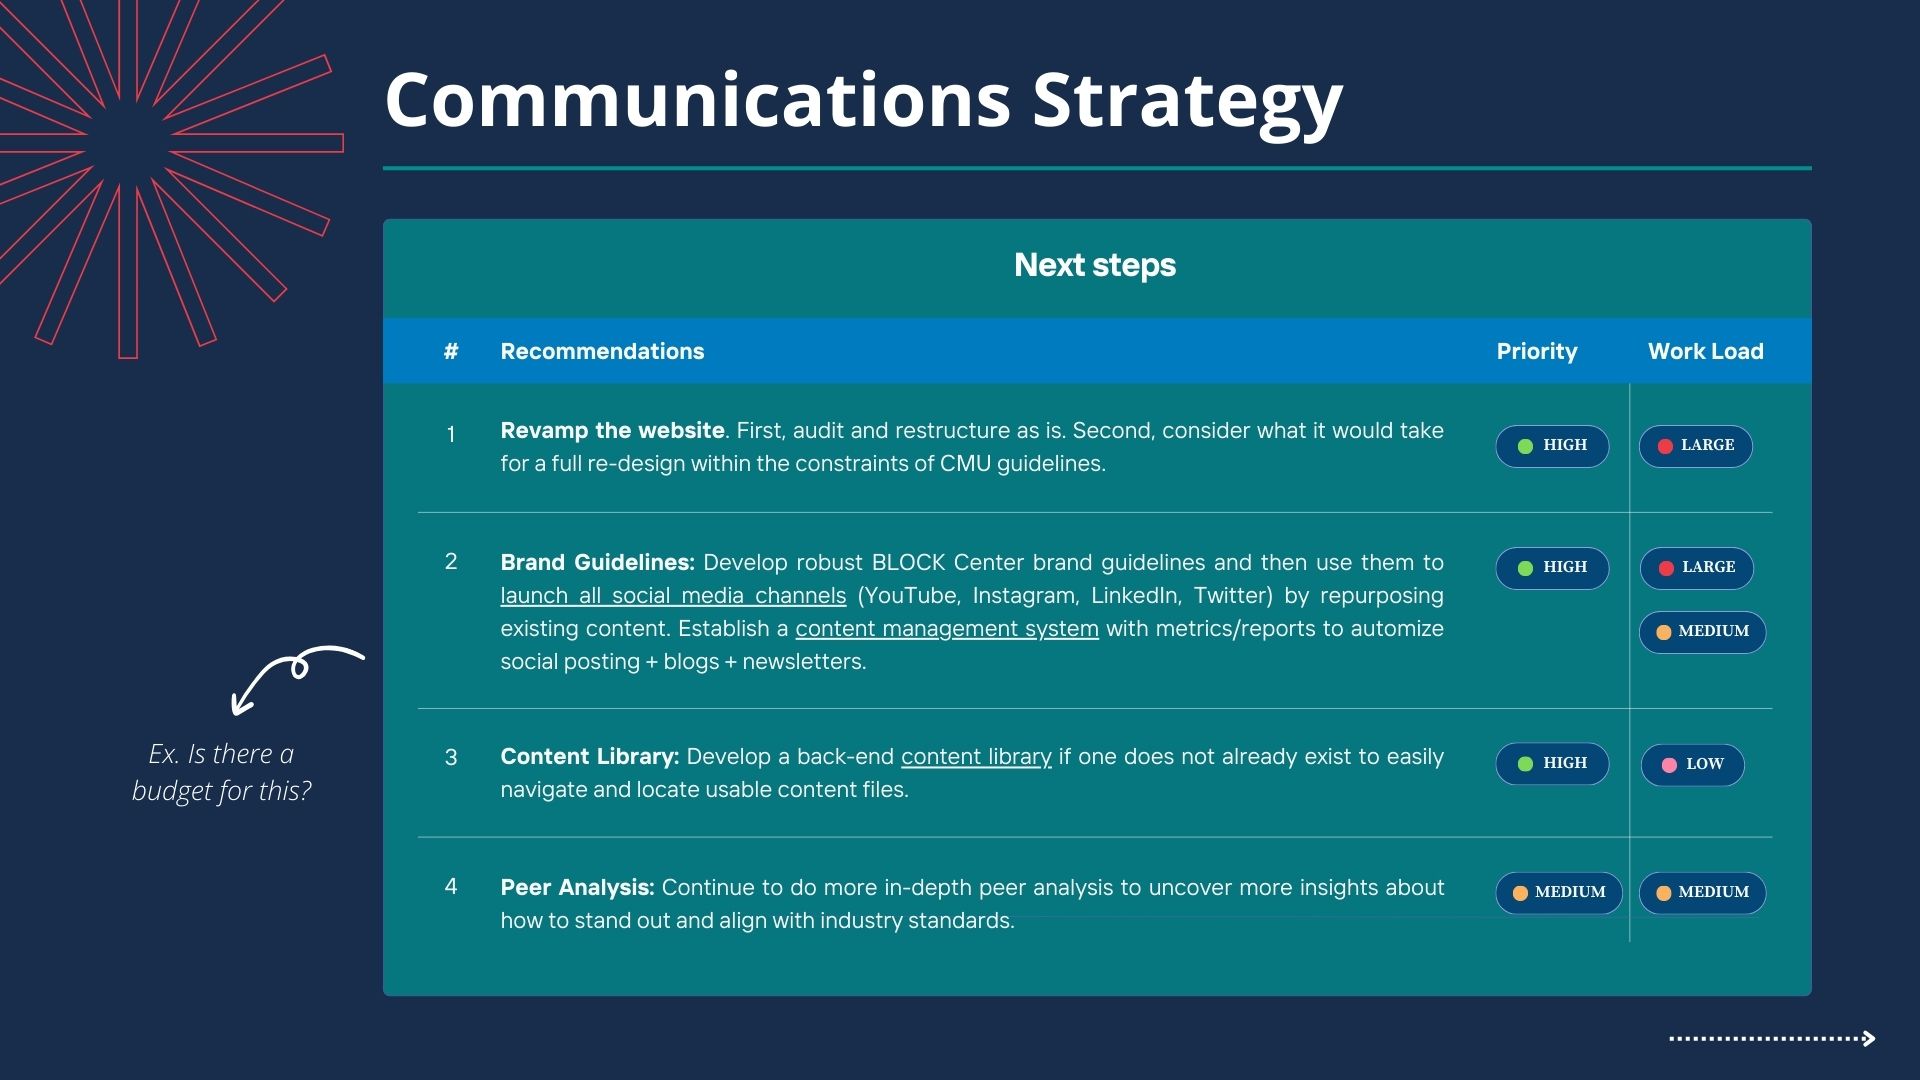 Communications Strategy
Next steps
# Recommendations Priority Work Load
1 Revamp the website. First, audit and restructure as is. Second, consider what it would take
for a full re-design within the constraints of CMU guidelines.
HIGH LARGE
2 Brand Guidelines: Develop robust BLOCK Center brand guidelines and then use them to
launch all social media channels (YouTube, Instagram, LinkedIn, Twitter) by repurposing
existing content. Establish a content management system with metrics/reports to automize
social posting + blogs + newsletters.
HIGH LARGE
MEDIUM
Ex. Is there a
budget for this?
3 Content Library: Develop a back-end content library if one does not already exist to easily
navigate and locate usable content files.
HIGH LOW
4 Peer Analysis: Continue to do more in-depth peer analysis to uncover more insights about
how to stand out and align with industry standards.
MEDIUM MEDIUM